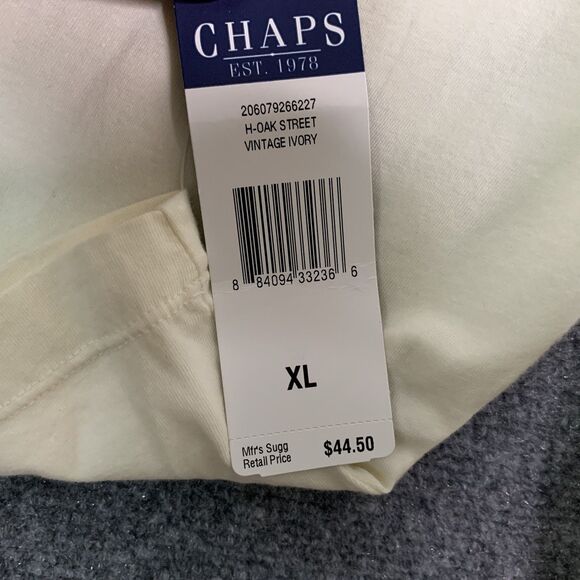 CHAPS
EST. 1978
206079266227
H-OAK STREET
VINTAGE IVORY
8 84094 33236 6
XL
Mfr's Sugg
Retail Price $44.50